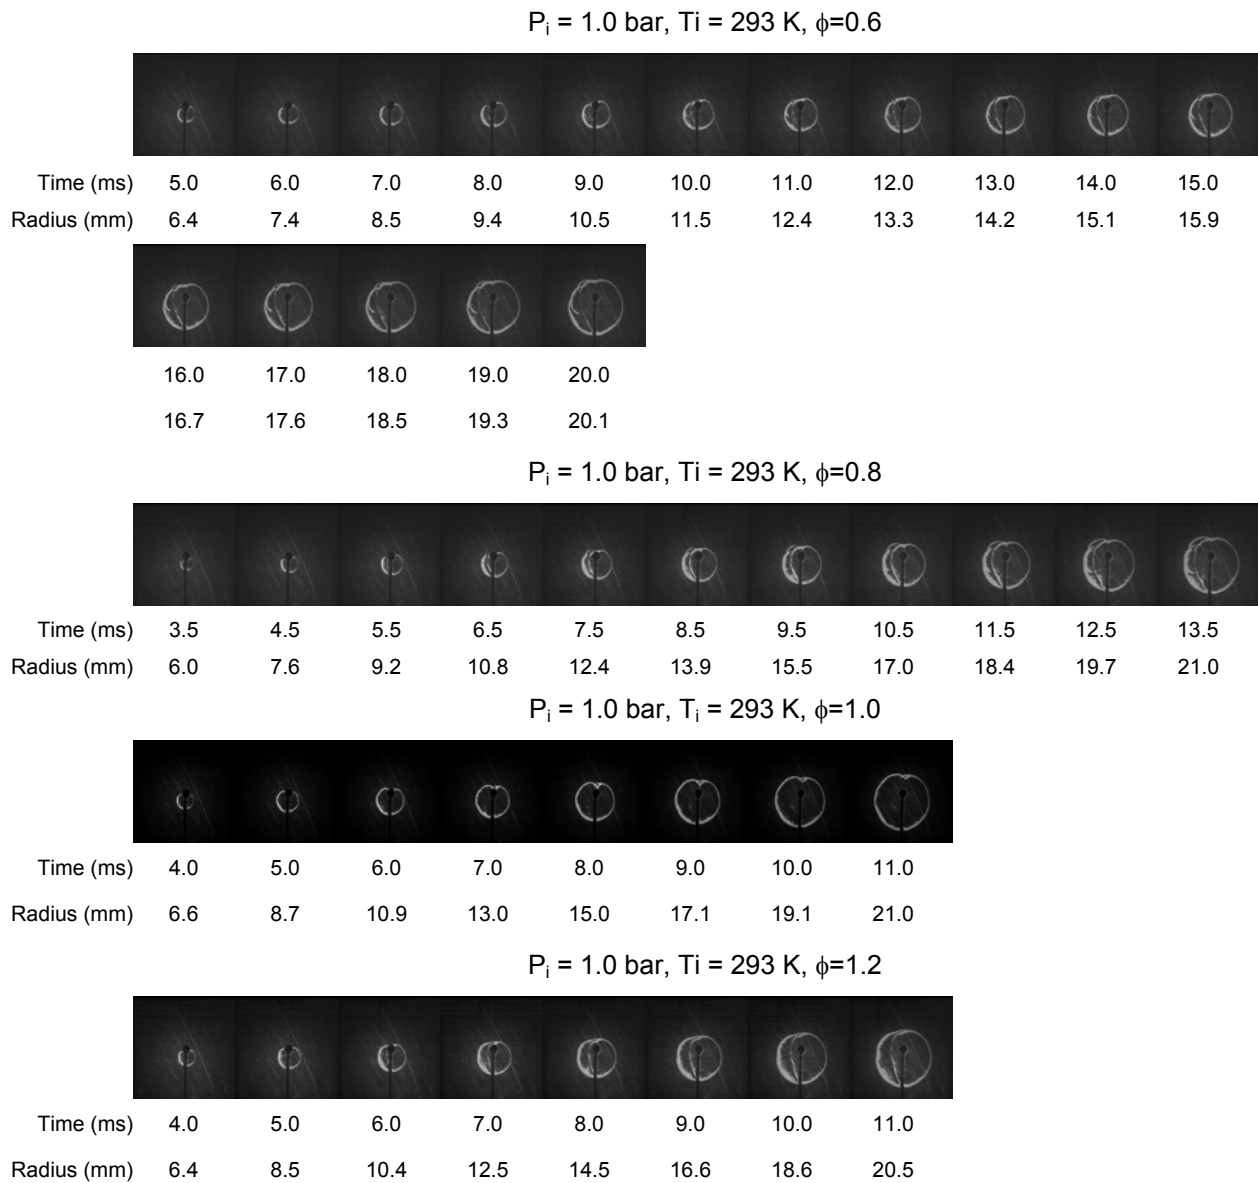 Pi = 1.0 bar, Ti = 293 K, ϕ=0.6
Time (ms) 5.0 6.0 7.0 8.0 9.0 10.0 11.0 12.0 13.0 14.0 15.0
Radius (mm) 6.4 7.4 8.5 9.4 10.5 11.5 12.4 13.3 14.2 15.1 15.9
16.0 17.0 18.0 19.0 20.0
16.7 17.6 18.5 19.3 20.1
Pi = 1.0 bar, Ti = 293 K, ϕ=0.8
Time (ms) 3.5 4.5 5.5 6.5 7.5 8.5 9.5 10.5 11.5 12.5 13.5
Radius (mm) 6.0 7.6 9.2 10.8 12.4 13.9 15.5 17.0 18.4 19.7 21.0
Pi = 1.0 bar, Ti = 293 K, ϕ=1.0
Time (ms) 4.0 5.0 6.0 7.0 8.0 9.0 10.0 11.0
Radius (mm) 6.6 8.7 10.9 13.0 15.0 17.1 19.1 21.0
Pi = 1.0 bar, Ti = 293 K, ϕ=1.2
Time (ms) 4.0 5.0 6.0 7.0 8.0 9.0 10.0 11.0
Radius (mm) 6.4 8.5 10.4 12.5 14.5 16.6 18.6 20.5